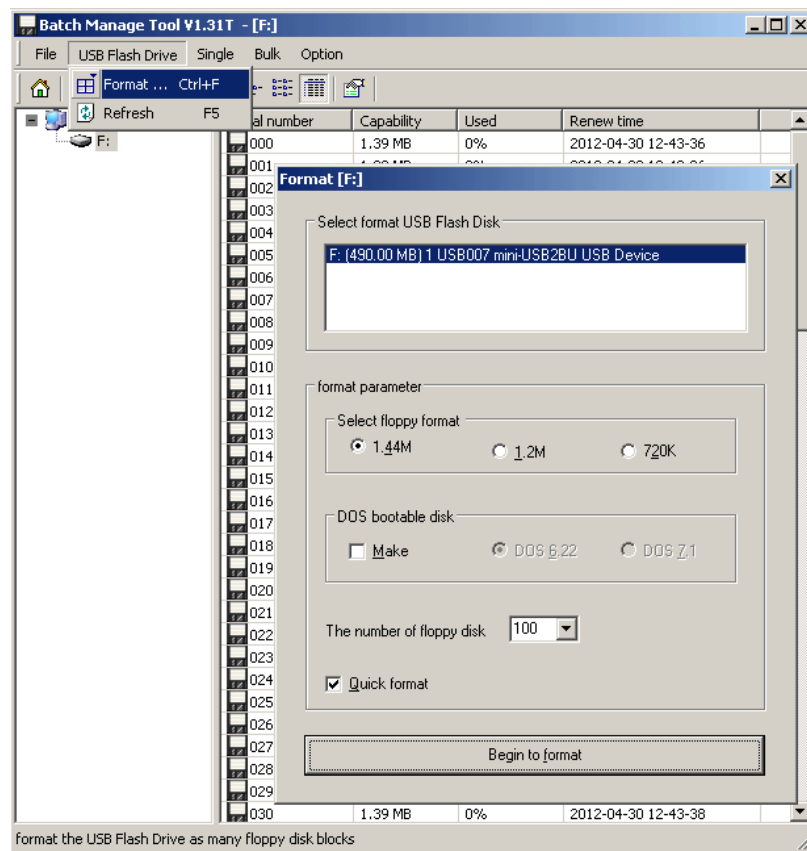 Batch Manage Tool V1.31T - [F:]
File USB Flash Drive Single Bulk Option
Format ... Ctrl+F
Refresh F5
F:
al number Capability Used Renew time
000 1.39 MB 0% 2012-04-30 12-43-36
001
002
003
004
005
006
007
008
009
010
011
012
013
014
015
016
017
018
019
020
021
022
023
024
025
026
027
028
029
030 1.39 MB 0% 2012-04-30 12-43-38
Format [F:]
Select format USB Flash Disk
F: (490.00 MB) 1 USB007 mini-USB2BU USB Device
format parameter
Select floppy format
1.44M 1.2M 720K
DOS bootable disk
Make DOS 6.22 DOS 7.1
The number of floppy disk 100
Quick format
Begin to format
format the USB Flash Drive as many floppy disk blocks